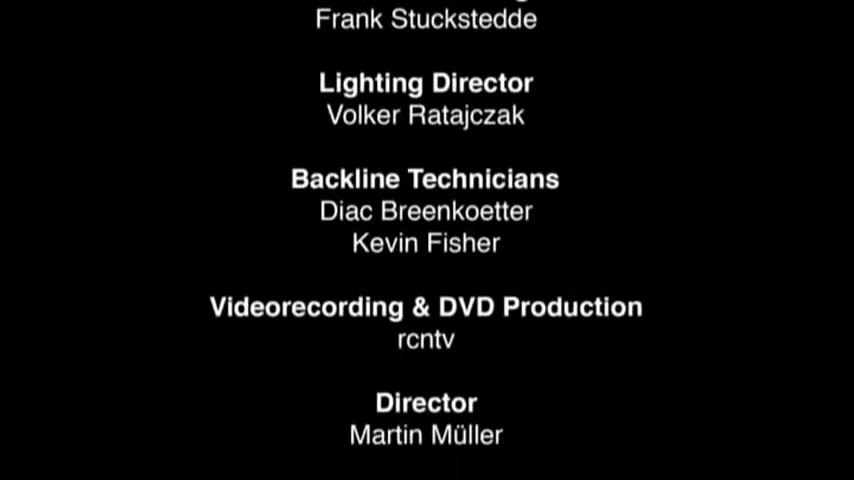 Frank Stuckstedde
Lighting Director
Volker Ratajczak
Backline Technicians
Diac Breenkoetter
Kevin Fisher
Videorecording & DVD Production
rcntv
Director
Martin Müller